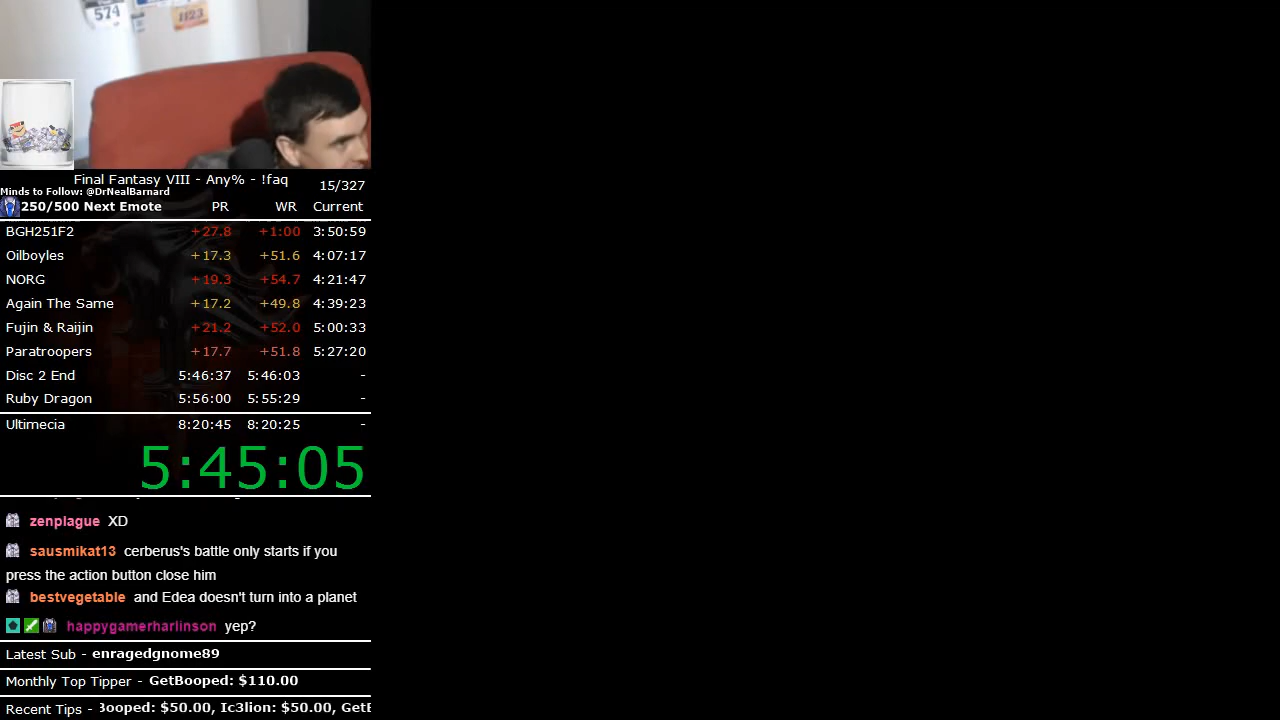 574
1123
Final Fantasy VIII - Any% - !faq
15/327
Minds to Follow: @DrNealBarnard
250/500 Next Emote PR WR Current
BGH251F2 +27.8 +1:00 3:50:59
Oilboyles +17.3 +51.6 4:07:17
NORG +19.3 +54.7 4:21:47
Again The Same +17.2 +49.8 4:39:23
Fujin & Raijin +21.2 +52.0 5:00:33
Paratroopers +17.7 +51.8 5:27:20
Disc 2 End 5:46:37 5:46:03 -
Ruby Dragon 5:56:00 5:55:29 -
Ultimecia 8:20:45 8:20:25 -
5:45:05
zenplague XD
sausmikat13 cerberus's battle only starts if you
press the action button close him
bestvegetable and Edea doesn't turn into a planet
happygamerharlinson yep?
Latest Sub - enragedgnome89
Monthly Top Tipper - GetBooped: $110.00
Recent Tips - Booped: $50.00, Ic3lion: $50.00, GetB